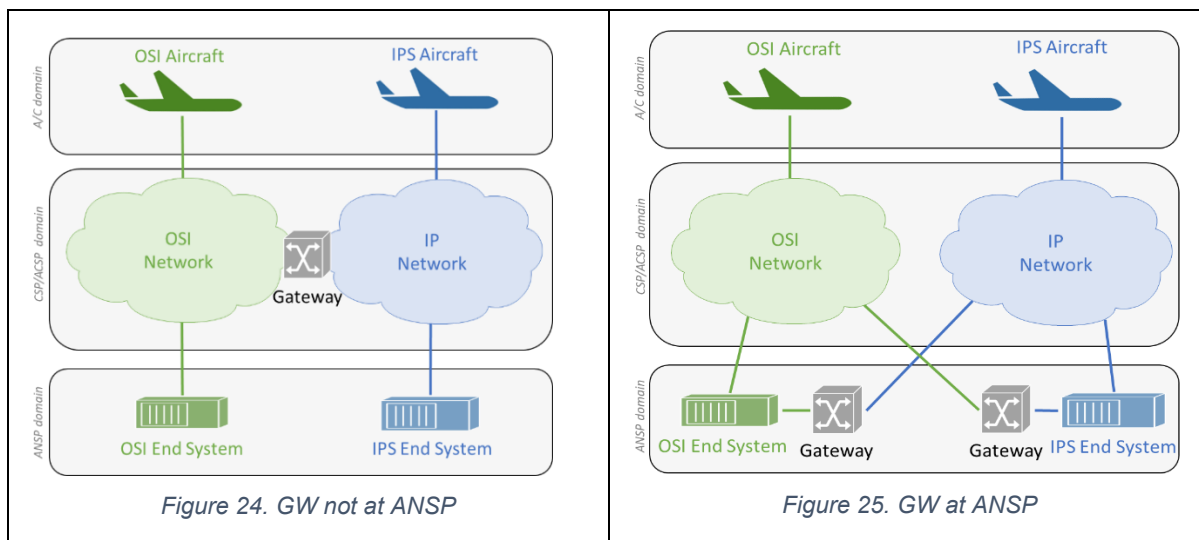 OSI Aircraft
IPS Aircraft
A/C domain
OSI
Network
IP
Network
Gateway
CSP/ACSP domain
OSI End System
IPS End System
ANSP domain
Figure 24. GW not at ANSP
OSI Aircraft
IPS Aircraft
A/C domain
OSI
Network
IP
Network
CSP/ACSP domain
OSI End System
Gateway
Gateway
IPS End System
ANSP domain
Figure 25. GW at ANSP